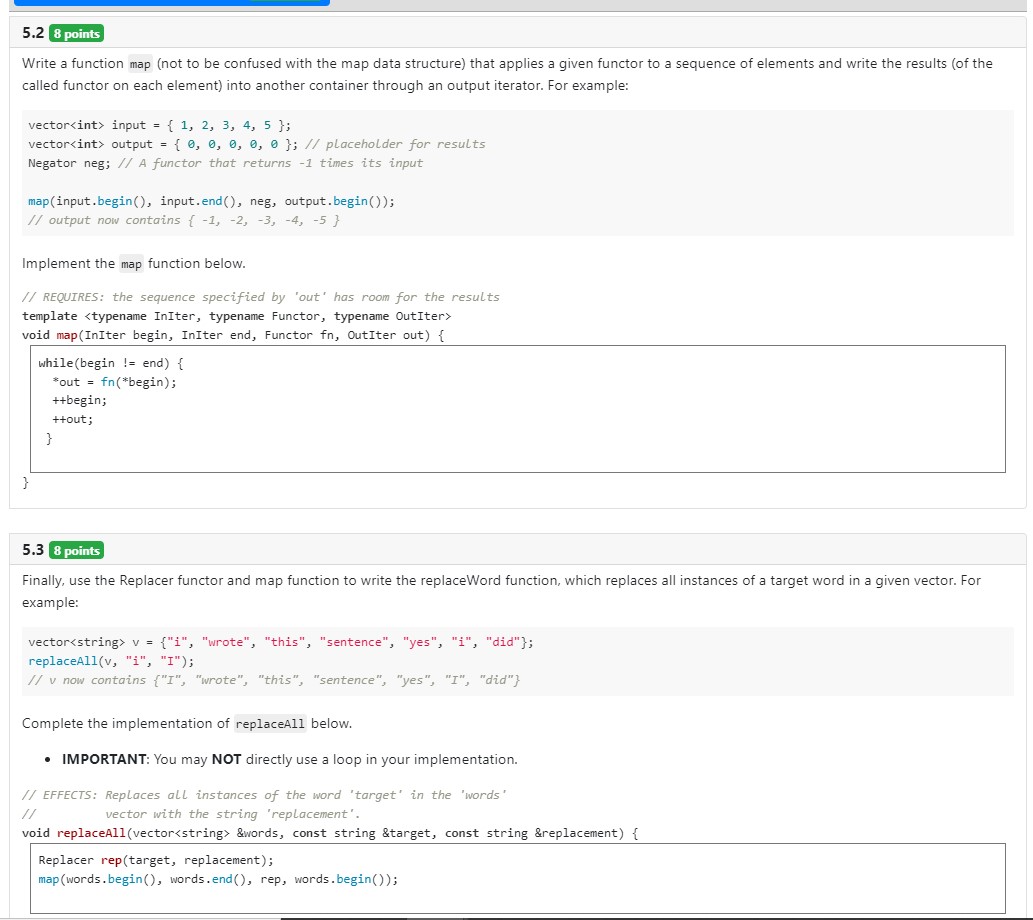 5.2 8 points
Write a function map (not to be confused with the map data structure) that applies a given functor to a sequence of elements and write the results (of the
called functor on each element) into another container through an output iterator. For example:
vector<int> input = { 1, 2, 3, 4, 5 };
vector<int> output = { 0, 0, 0, 0, 0 }; // placeholder for results
Negator neg; // A functor that returns -1 times its input
map(input.begin(), input.end(), neg, output.begin());
// output now contains { -1, -2, -3, -4, -5 }
Implement the map function below.
// REQUIRES: the sequence specified by 'out' has room for the results
template <typename InIter, typename Functor, typename OutIter>
void map(InIter begin, InIter end, Functor fn, OutIter out) {
while(begin != end) {
*out = fn(*begin);
++begin;
++out;
}
}
5.3 8 points
Finally, use the Replacer functor and map function to write the replaceWord function, which replaces all instances of a target word in a given vector. For
example:
vector<string> v = {"i", "wrote", "this", "sentence", "yes", "i", "did"};
replaceAll(v, "i", "I");
// v now contains {"I", "wrote", "this", "sentence", "yes", "I", "did"}
Complete the implementation of replaceAll below.
• IMPORTANT: You may NOT directly use a loop in your implementation.
// EFFECTS: Replaces all instances of the word 'target' in the 'words'
// vector with the string 'replacement'.
void replaceAll(vector<string> &words, const string &target, const string &replacement) {
Replacer rep(target, replacement);
map(words.begin(), words.end(), rep, words.begin());